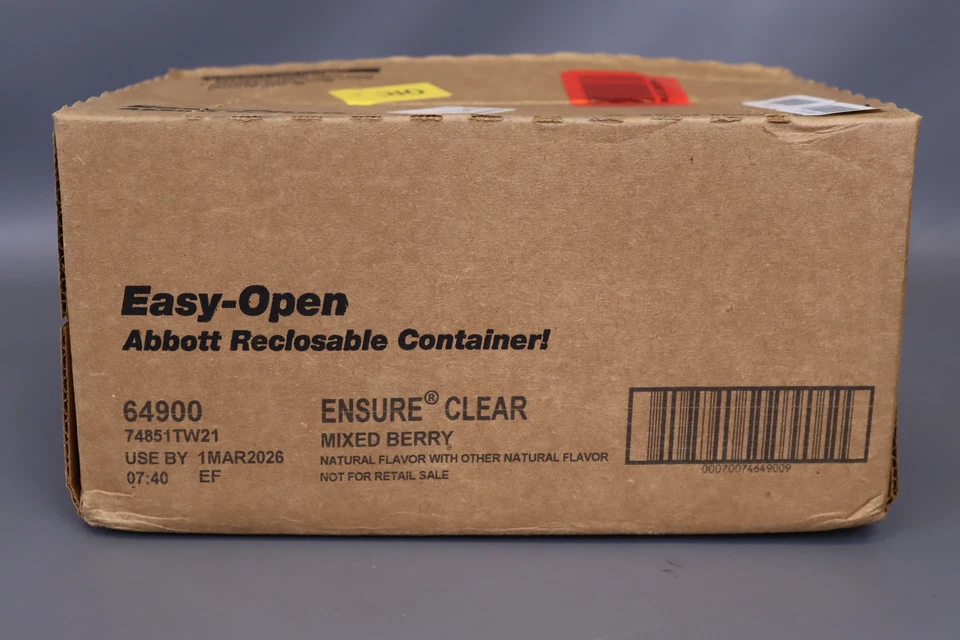 Easy-Open
Abbott Reclosable Container!
64900
74851TW21
USE BY 1MAR2026
07:40 EF
ENSURE® CLEAR
MIXED BERRY
NATURAL FLAVOR WITH OTHER NATURAL FLAVOR
NOT FOR RETAIL SALE
00070074649009